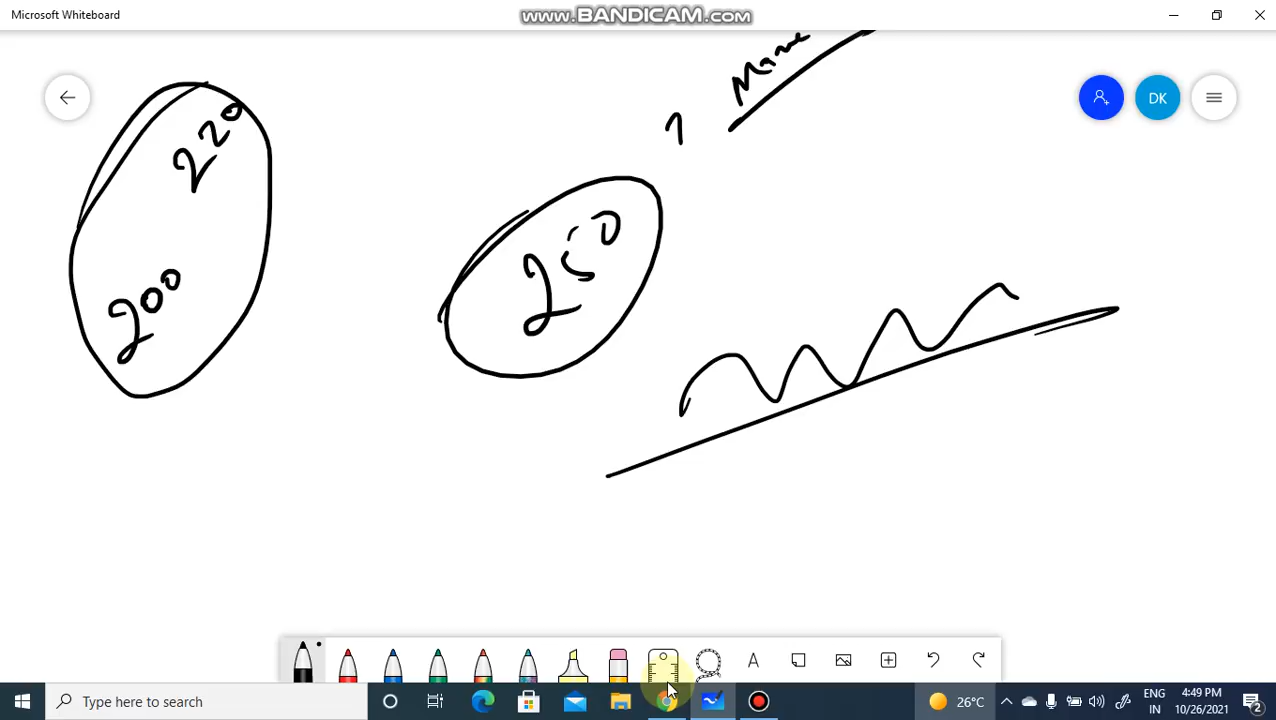 Microsoft Whiteboard
www.BANDICAM.com
220
200
250
DK
A
Type here to search
26°C
ENG
IN
4:49 PM
10/26/2021
2